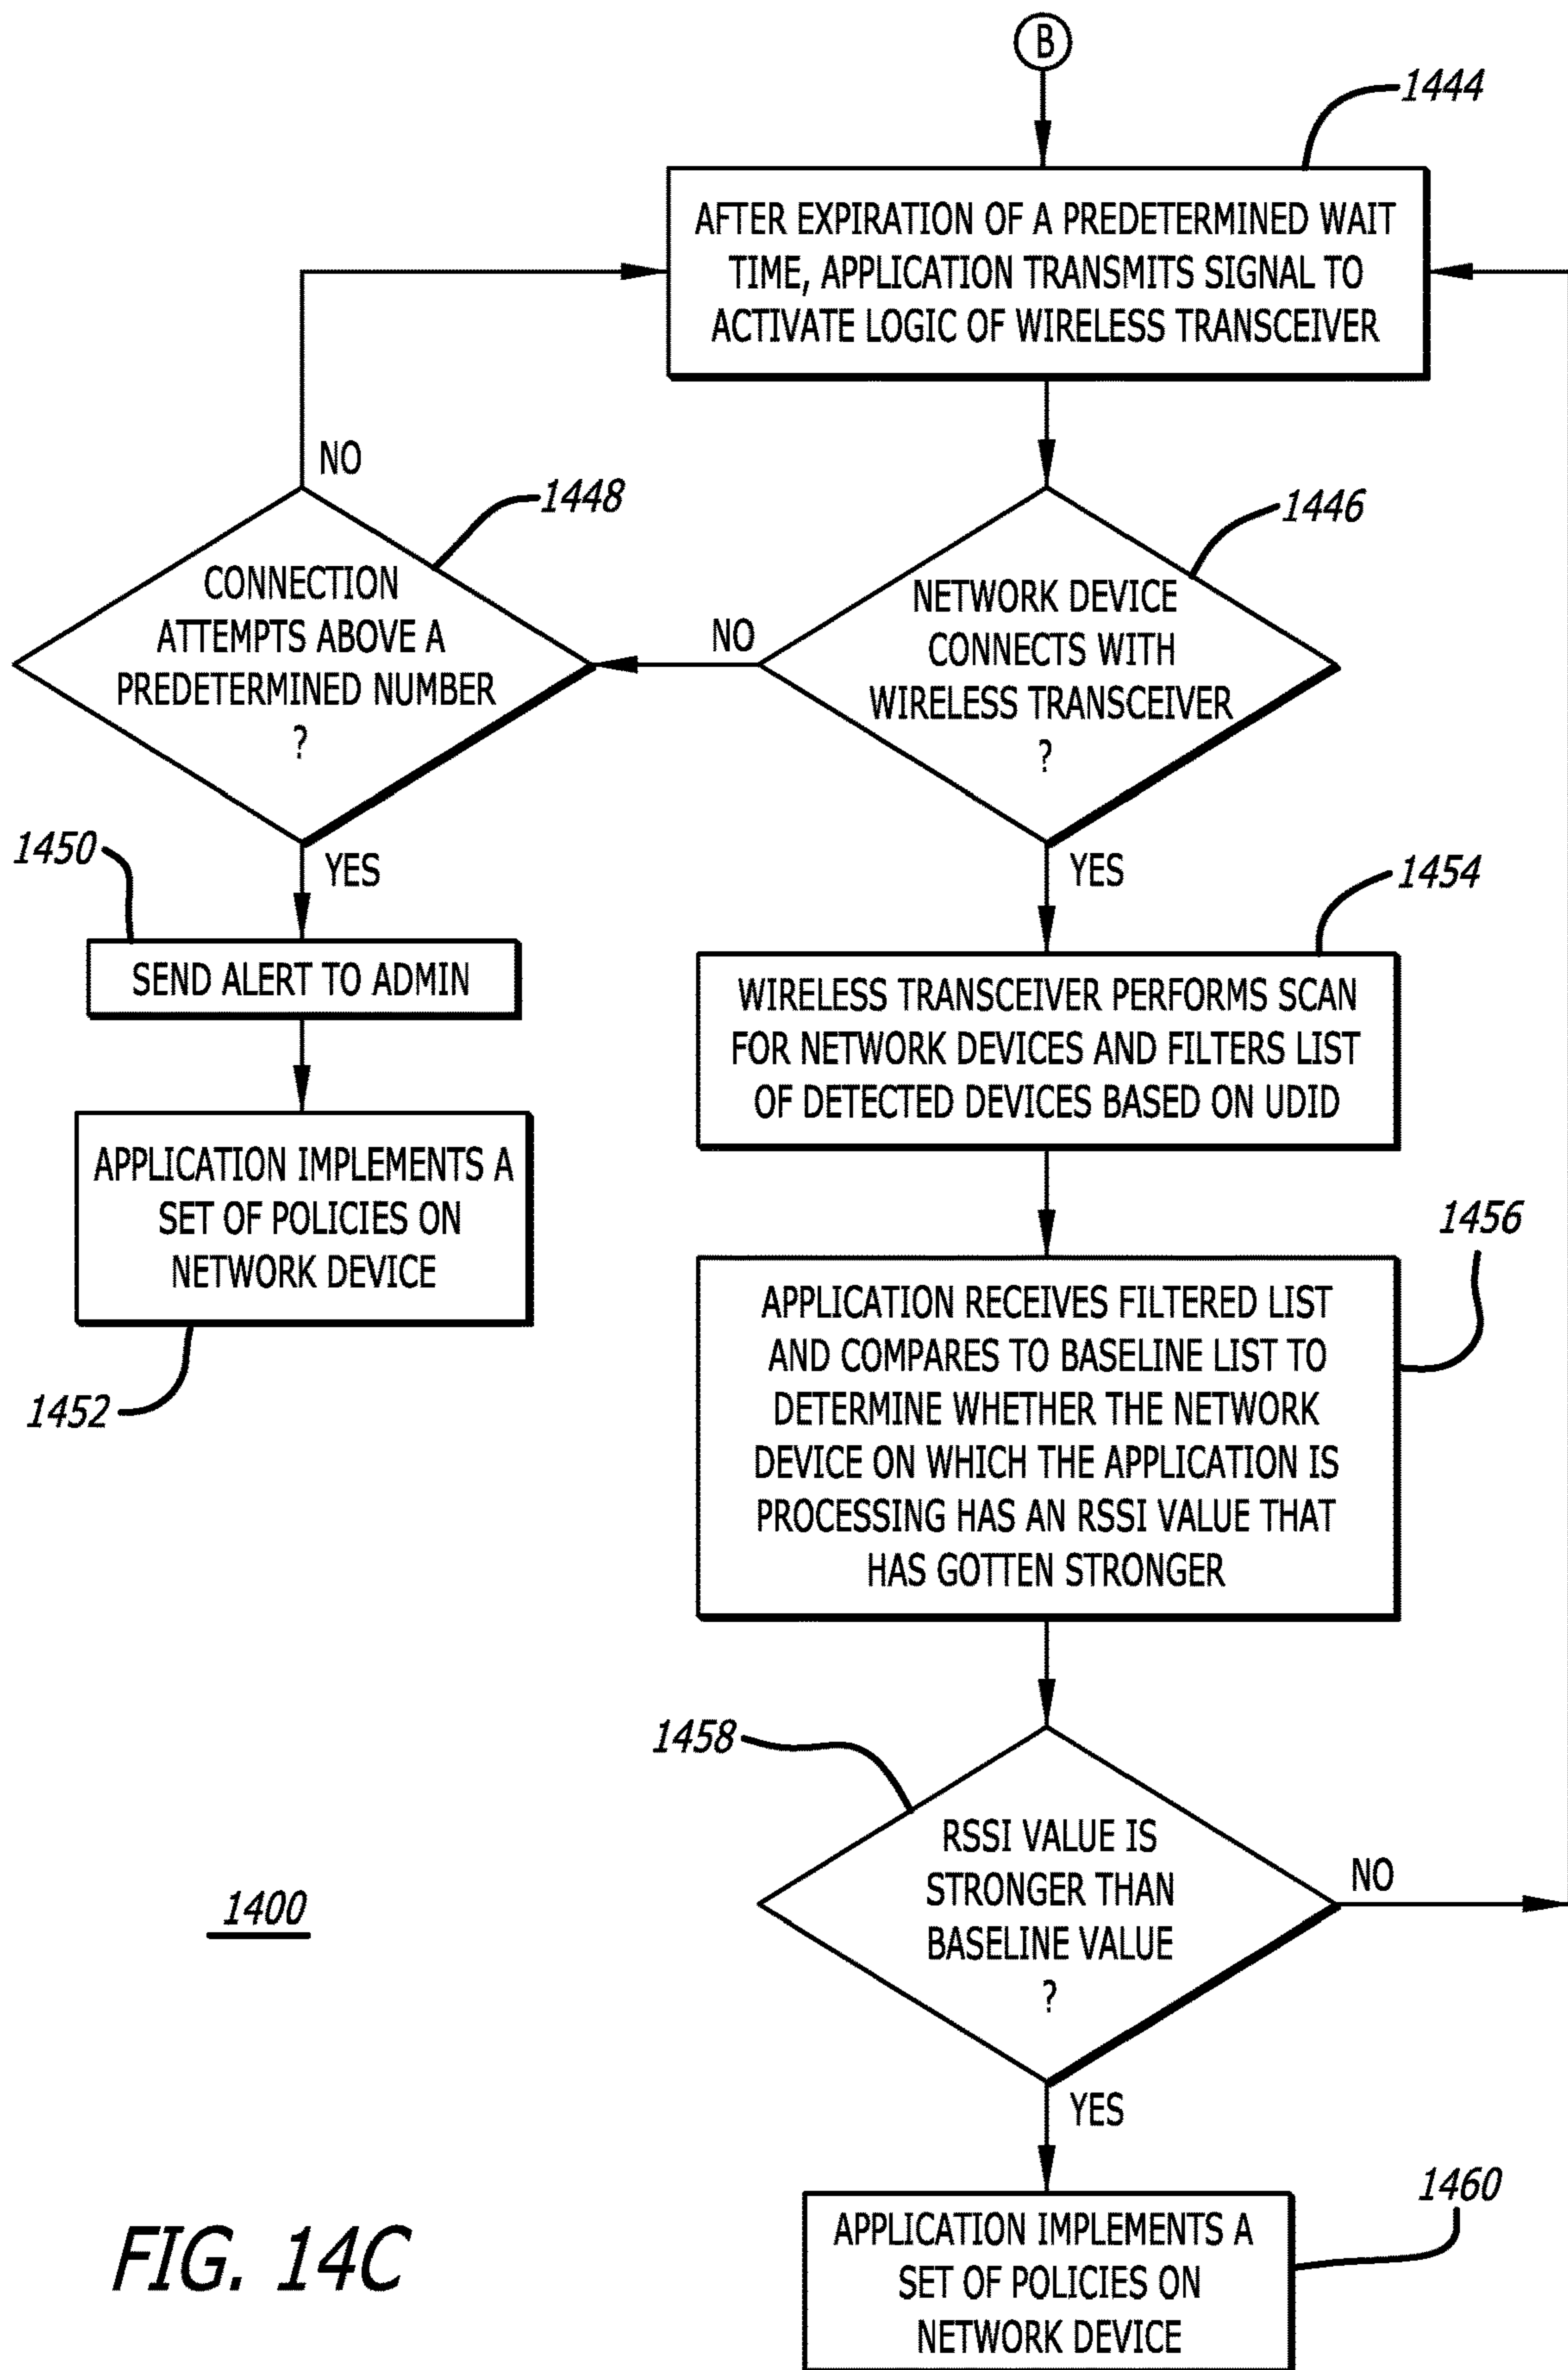 B
1444
AFTER EXPIRATION OF A PREDETERMINED WAIT
TIME, APPLICATION TRANSMITS SIGNAL TO
ACTIVATE LOGIC OF WIRELESS TRANSCEIVER
NO
1448
CONNECTION
ATTEMPTS ABOVE A
PREDETERMINED NUMBER
?
NO
1446
NETWORK DEVICE
CONNECTS WITH
WIRELESS TRANSCEIVER
?
1450
YES
SEND ALERT TO ADMIN
APPLICATION IMPLEMENTS A
SET OF POLICIES ON
NETWORK DEVICE
1452
YES
1454
WIRELESS TRANSCEIVER PERFORMS SCAN
FOR NETWORK DEVICES AND FILTERS LIST
OF DETECTED DEVICES BASED ON UDID
1456
APPLICATION RECEIVES FILTERED LIST
AND COMPARES TO BASELINE LIST TO
DETERMINE WHETHER THE NETWORK
DEVICE ON WHICH THE APPLICATION IS
PROCESSING HAS AN RSSI VALUE THAT
HAS GOTTEN STRONGER
1458
RSSI VALUE IS
STRONGER THAN
BASELINE VALUE
?
NO
1400
YES
1460
APPLICATION IMPLEMENTS A
SET OF POLICIES ON
NETWORK DEVICE
FIG. 14C